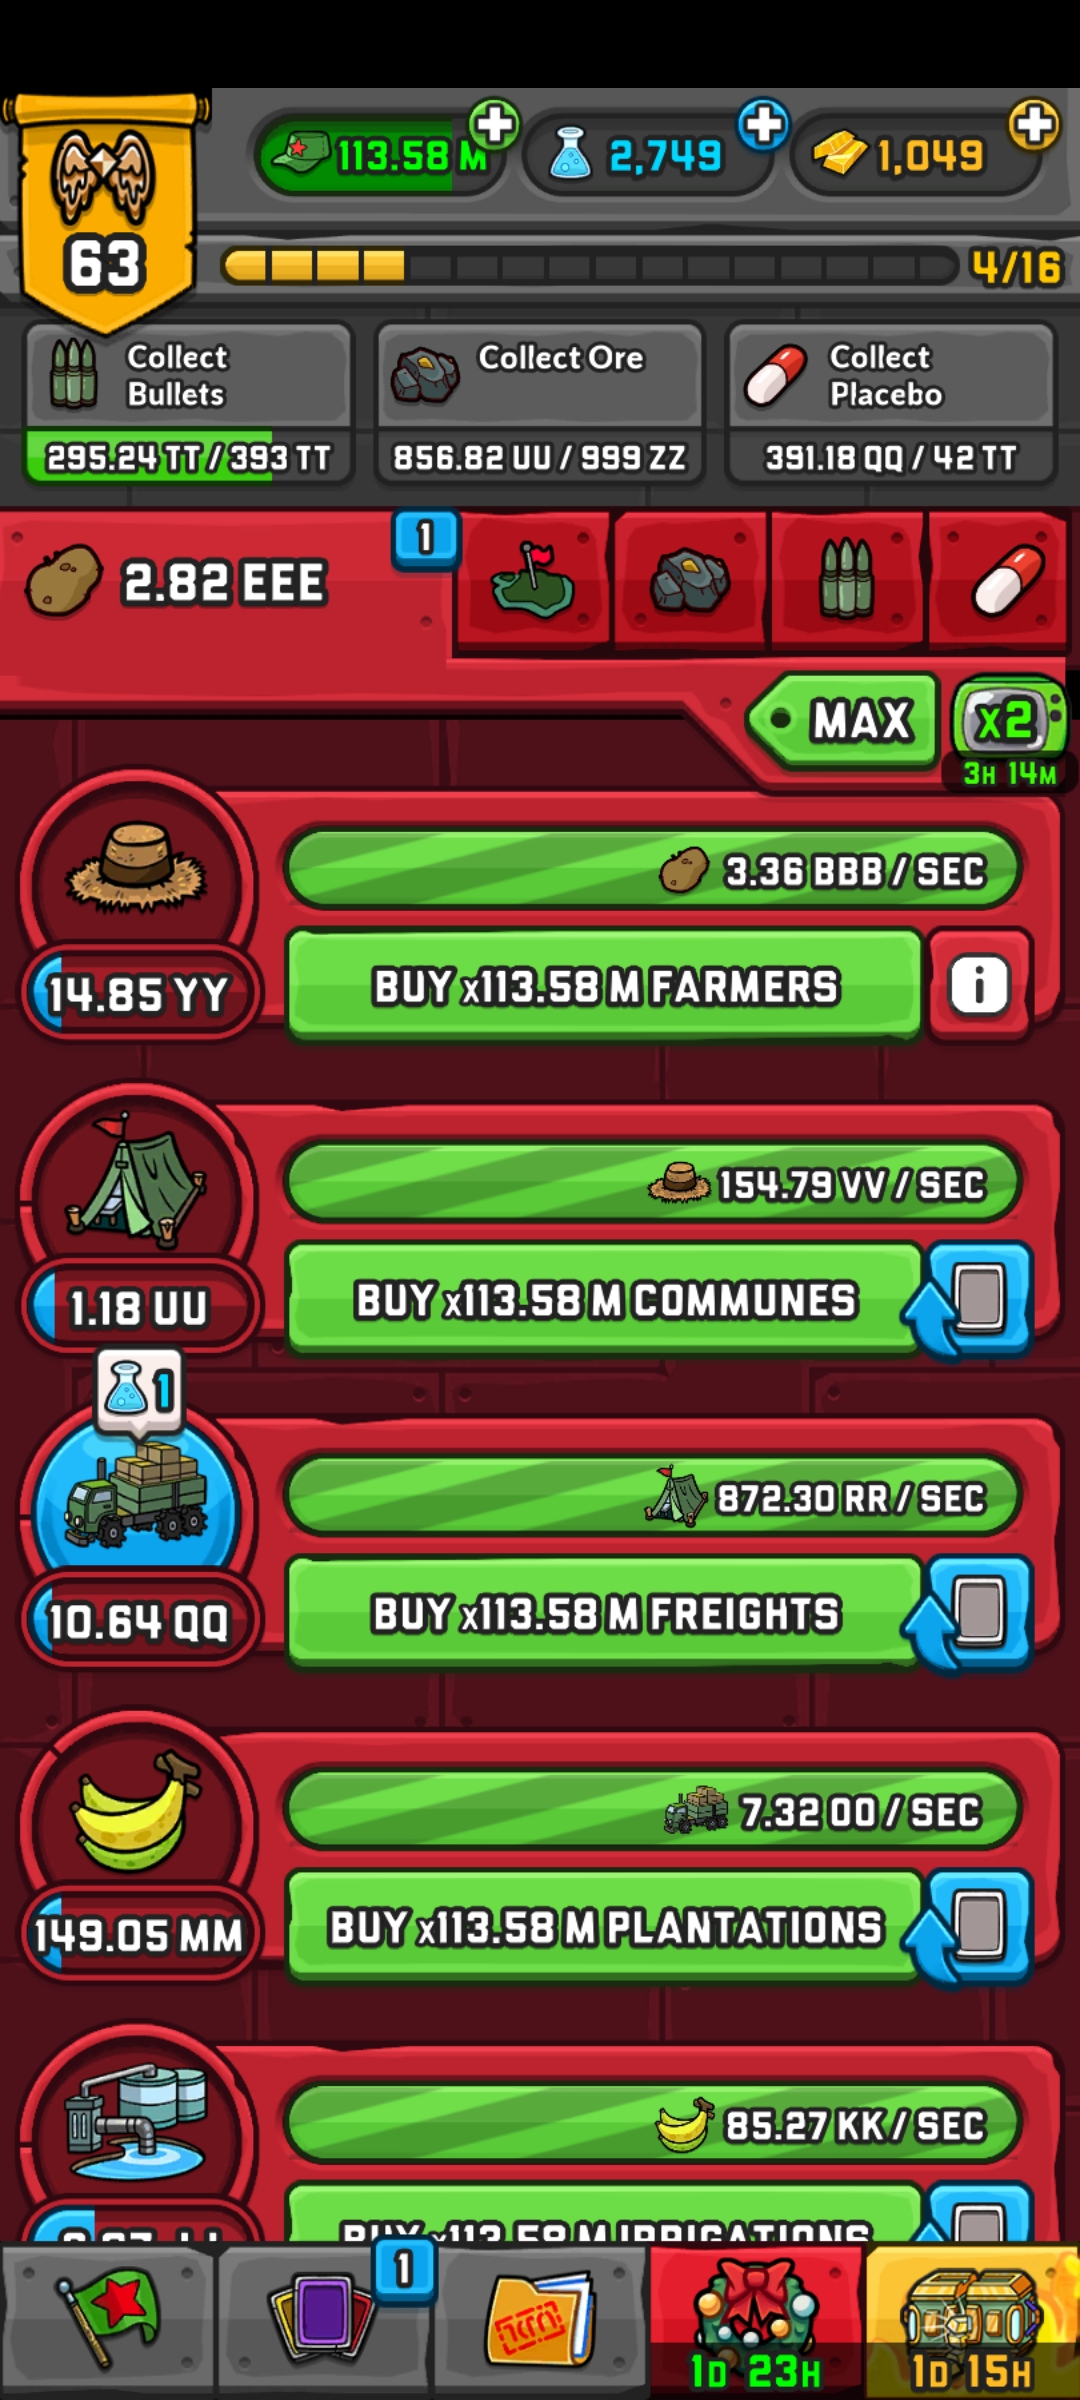 63
113.58 M
2,749
1,049
4/16
Collect
Bullets
295.24 TT / 393 TT
Collect Ore
856.82 UU / 999 ZZ
Collect
Placebo
391.18 QQ / 42 TT
2.82 EEE
1
MAX
x2
3H 14M
3.36 BBB / SEC
14.85 YY
BUY x113.58 M FARMERS
i
154.79 VV / SEC
1.18 UU
BUY x113.58 M COMMUNES
1
872.30 RR / SEC
10.64 QQ
BUY x113.58 M FREIGHTS
7.32 OO / SEC
149.05 MM
BUY x113.58 M PLANTATIONS
85.27 KK / SEC
BUY x113.58 M IRRIGATIONS
1
1D 23H
1D 15H